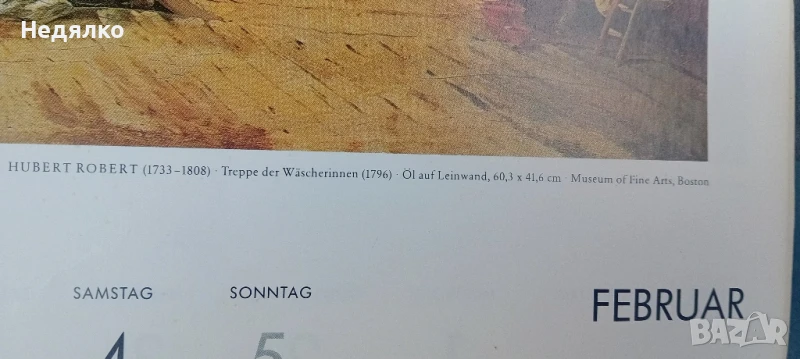 Недялко
HUBERT ROBERT (1733–1808) · Treppe der Wäscherinnen (1796) · Öl auf Leinwand, 60,3 x 41,6 cm · Museum of Fine Arts, Boston
SAMSTAG SONNTAG FEBRUAR
4 5
BAZAR